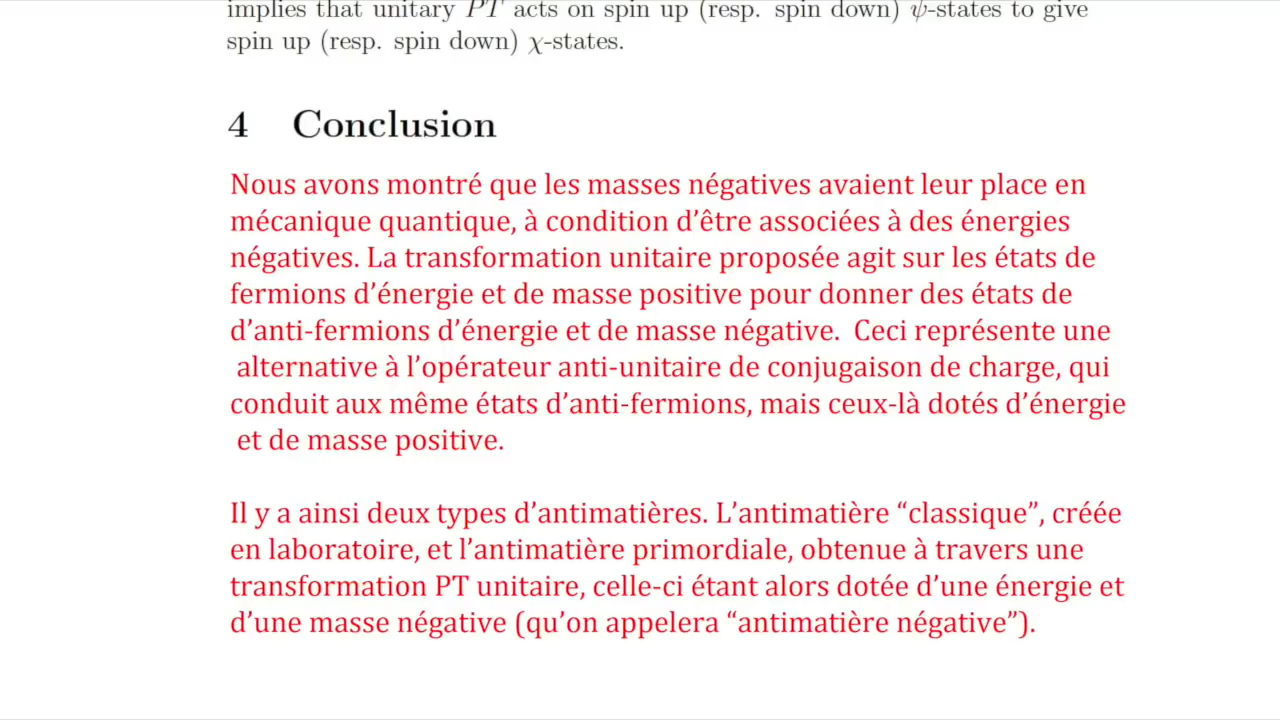 implies that unitary PT acts on spin up (resp. spin down) ψ-states to give
spin up (resp. spin down) χ-states.
4 Conclusion
Nous avons montré que les masses négatives avaient leur place en
mécanique quantique, à condition d’être associées à des énergies
négatives. La transformation unitaire proposée agit sur les états de
fermions d’énergie et de masse positive pour donner des états de
d’anti-fermions d’énergie et de masse négative. Ceci représente une
alternative à l’opérateur anti-unitaire de conjugaison de charge, qui
conduit aux même états d’anti-fermions, mais ceux-là dotés d’énergie
et de masse positive.
Il y a ainsi deux types d’antimatières. L’antimatière “classique”, créée
en laboratoire, et l’antimatière primordiale, obtenue à travers une
transformation PT unitaire, celle-ci étant alors dotée d’une énergie et
d’une masse négative (qu’on appelera “antimatière négative”).